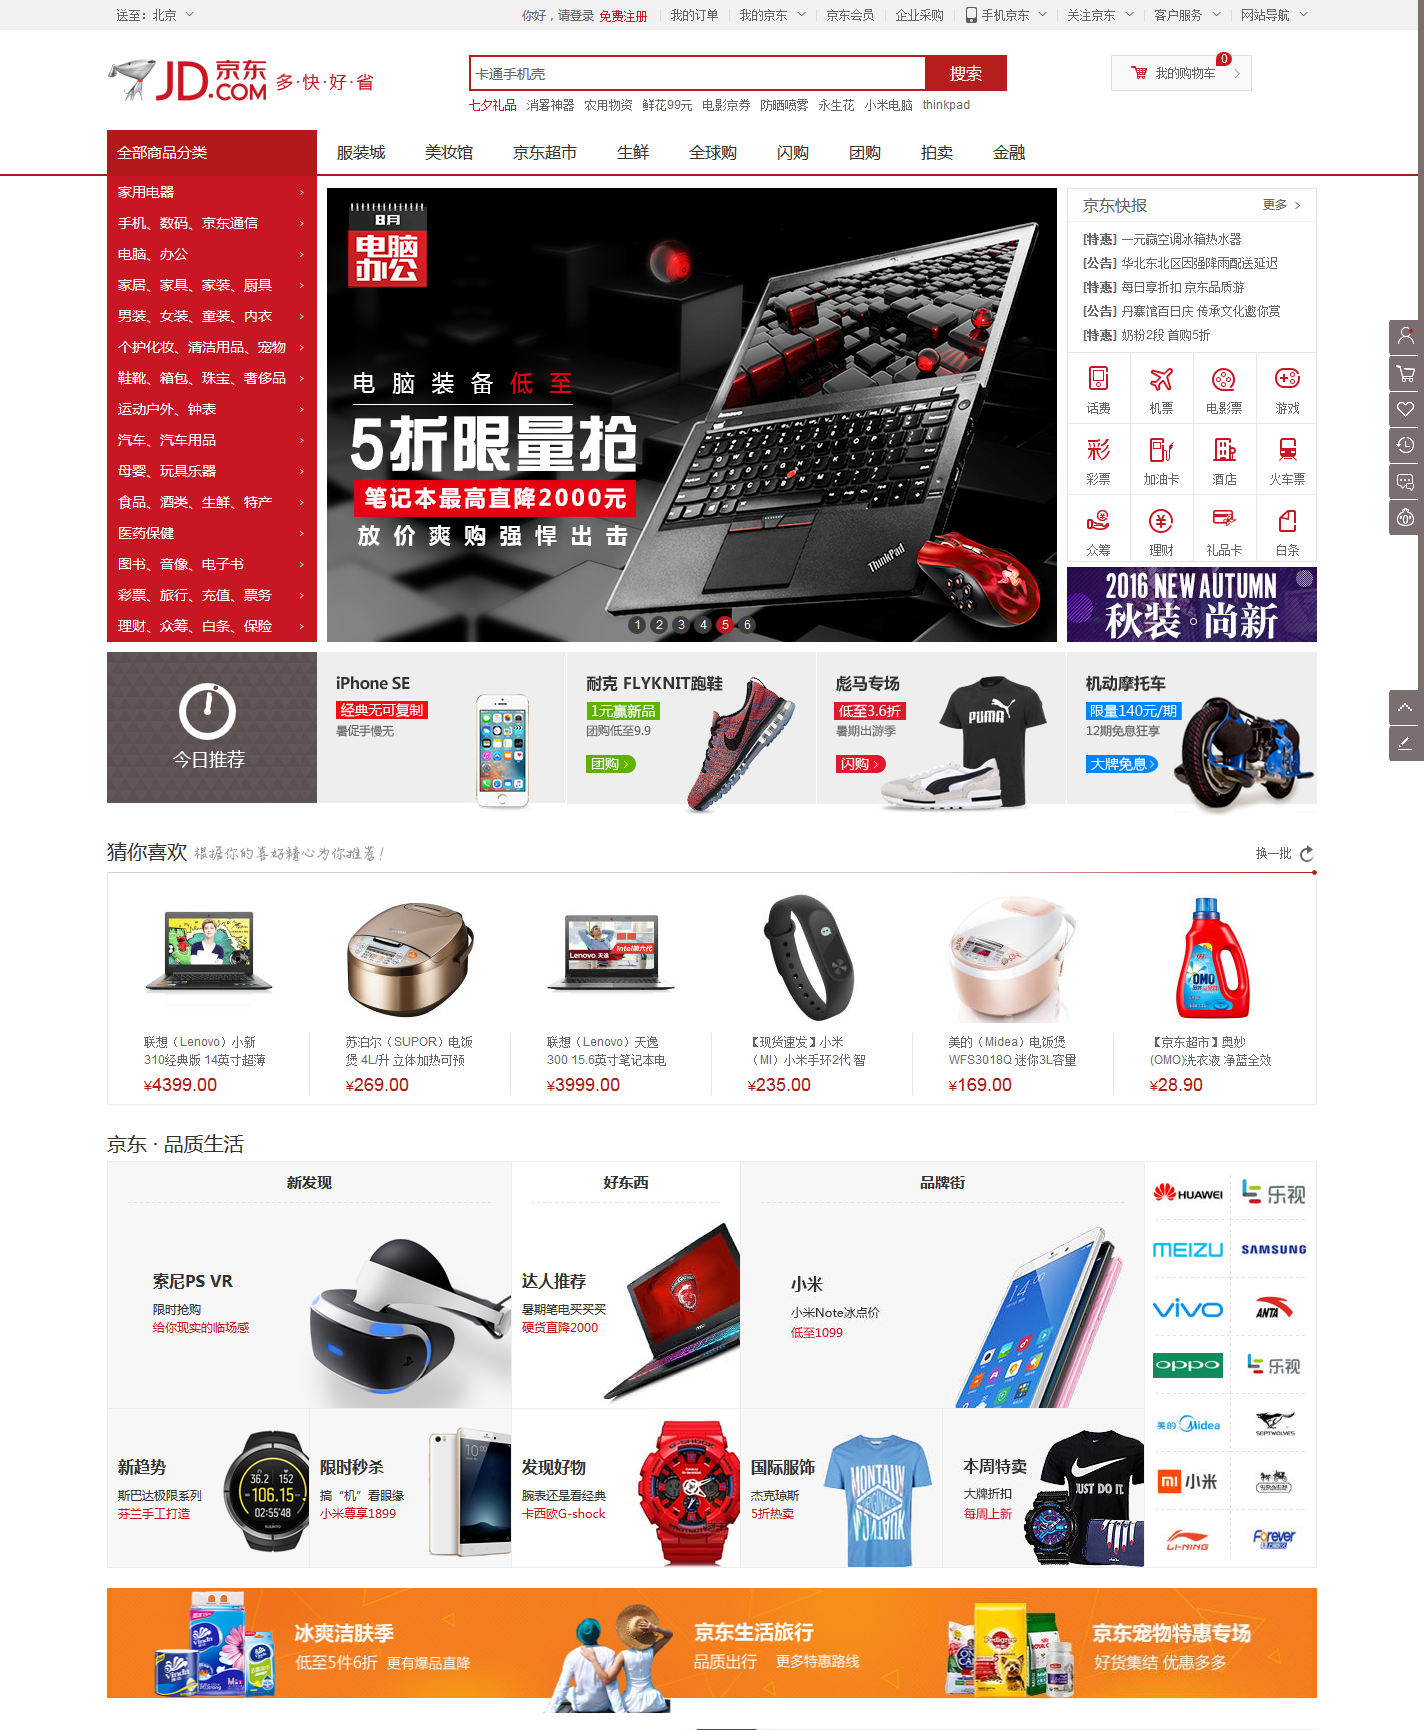 送至：北京
你好，请登录 免费注册
我的订单
我的京东
京东会员
企业采购
手机京东
关注京东
客户服务
网站导航
JD.COM 京东
多·快·好·省
卡通手机壳
搜索
我的购物车
0
七夕礼品 消署神器 农用物资 鲜花99元 电影京券 防晒喷雾 永生花 小米电脑 thinkpad
全部商品分类
服装城 美妆馆 京东超市 生鲜 全球购 闪购 团购 拍卖 金融
家用电器
手机、数码、京东通信
电脑、办公
家居、家具、家装、厨具
男装、女装、童装、内衣
个护化妆、清洁用品、宠物
鞋靴、箱包、珠宝、奢侈品
运动户外、钟表
汽车、汽车用品
母婴、玩具乐器
食品、酒类、生鲜、特产
医药保健
图书、音像、电子书
彩票、旅行、充值、票务
理财、众筹、白条、保险
8月
电脑
办公
电脑装备低至
5折限量抢
笔记本最高直降2000元
放价爽购强悍出击
lenovo
ThinkPad
1 2 3 4 5 6
京东快报
更多
[特惠] 一元赢空调冰箱热水器
[公告] 华北东北区因强降雨配送延迟
[特惠] 每日享折扣 京东品质游
[公告] 丹寨馆百日庆 传承文化邀你赏
[特惠] 奶粉2段 首购5折
话费 机票 电影票 游戏
彩
彩票 加油卡 酒店 火车票
众筹 理财 礼品卡 白条
2016 NEW AUTUMN
秋装。尚新
今日推荐
iPhone SE
经典无可复制
暑促手慢无
耐克 FLYKNIT跑鞋
1元赢新品
团购低至9.9
团购
彪马专场
低至3.6折
暑期出游季
闪购
PUMA
机动摩托车
限量140元/期
12期免息狂享
大牌免息
猜你喜欢
根据你的喜好精心为你推荐！
换一批
Lenovo 天逸
intel第六代
OMO
联想（Lenovo）小新
310经典版 14英寸超薄
¥4399.00
苏泊尔（SUPOR）电饭
煲 4L/升 立体加热可预
¥269.00
联想（Lenovo）天逸
300 15.6英寸笔记本电
¥3999.00
【现货速发】小米
（MI）小米手环2代 智
¥235.00
美的（Midea）电饭煲
WFS3018Q 迷你3L容量
¥169.00
【京东超市】奥妙
(OMO)洗衣液 净蓝全效
¥28.90
京东 · 品质生活
新发现
索尼PS VR
限时抢购
给你现实的临场感
好东西
达人推荐
暑期笔电买买买
硬货直降2000
品牌街
小米
小米Note冰点价
低至1099
HUAWEI
乐视
MEIZU
SAMSUNG
vivo
ANTA
oppo
乐视
美的 Midea
SEPTWOLVES
小米
LI-NING
Forever
新趋势
斯巴达极限系列
芬兰手工打造
36.2 152
106.15
02:55'48
SUUNTO
限时秒杀
搞“机”看眼缘
小米尊享1899
发现好物
腕表还是看经典
卡西欧G-shock
G-SHOCK
国际服饰
杰克琼斯
5折热卖
MONTAUK
本周特卖
大牌折扣
每周上新
JUST DO IT.
冰爽洁肤季
低至5件6折 更有爆品直降
Vinda
京东生活旅行
品质出行 更多特惠路线
Pedigree
ROYAL CANIN
京东宠物特惠专场
好货集结 优惠多多